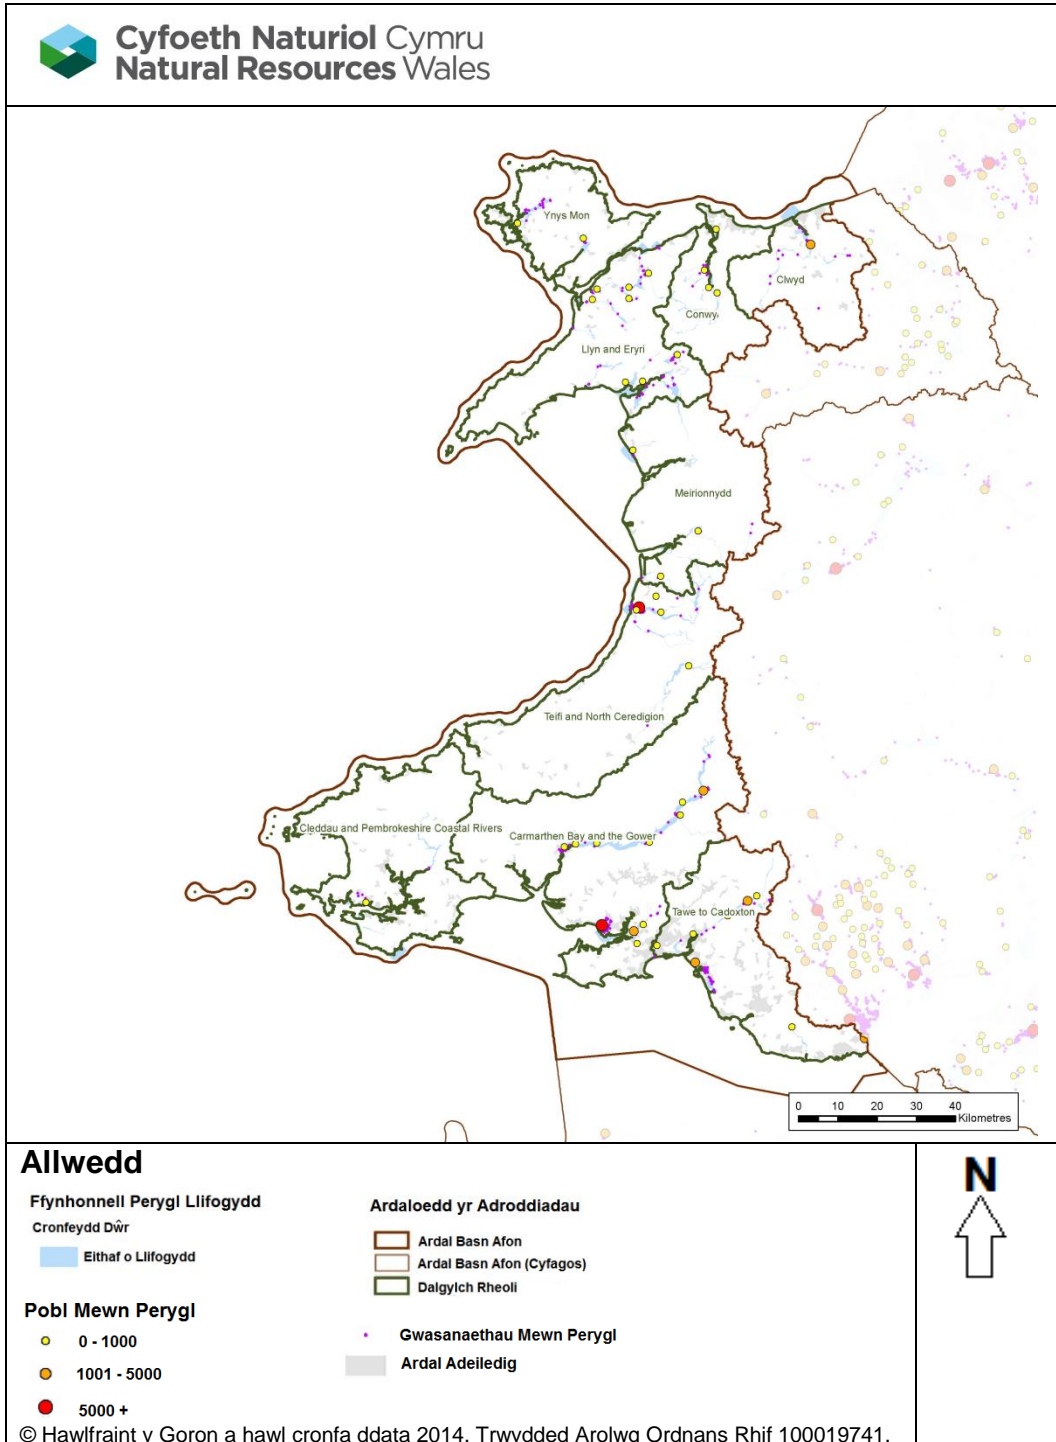 Cyfoeth Naturiol Cymru
Natural Resources Wales
Ynys Mon
Clwyd
Conwy
Llyn and Eryri
Meirionnydd
Teifi and North Ceredigion
Cleddau and Pembrokeshire Coastal Rivers
Carmarthen Bay and the Gower
Tawe to Cadoxton
0 10 20 30 40
Kilometres
Allwedd
Ffynhonnell Perygl Llifogydd
Cronfeydd Dŵr
Eithaf o Llifogydd
Pobl Mewn Perygl
0 - 1000
1001 - 5000
5000 +
Ardaloedd yr Adroddiadau
Ardal Basn Afon
Ardal Basn Afon (Cyfagos)
Dalgylch Rheoli
Gwasanaethau Mewn Perygl
Ardal Adeiledig
N
© Hawlfraint y Goron a hawl cronfa ddata 2014. Trwydded Arolwg Ordnans Rhif 100019741.